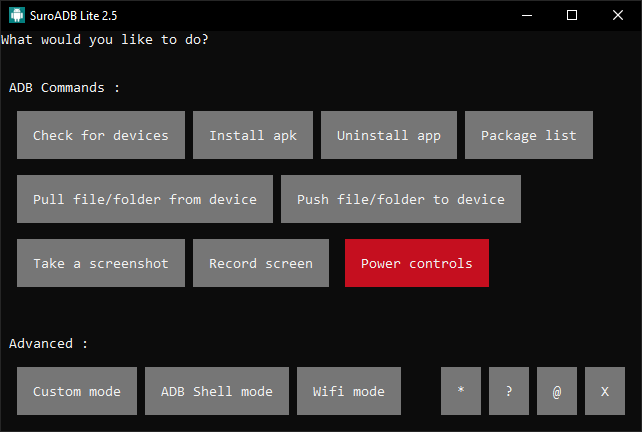 SuroADB Lite 2.5
What would you like to do?
ADB Commands :
Check for devices Install apk Uninstall app Package list
Pull file/folder from device Push file/folder to device
Take a screenshot Record screen Power controls
Advanced :
Custom mode ADB Shell mode Wifi mode * ? @ X